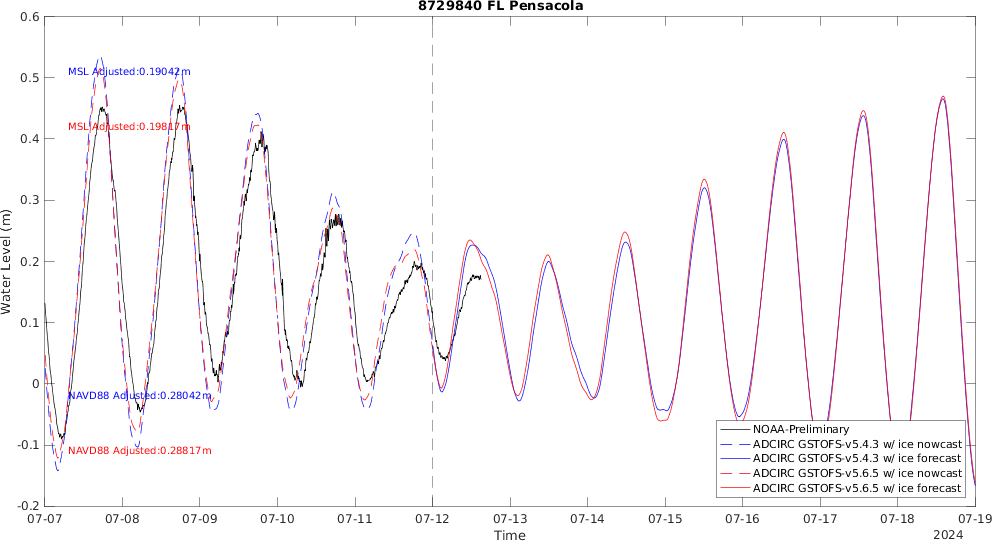 8729840 FL Pensacola
0.6
0.5
0.4
0.3
0.2
0.1
0
-0.1
-0.2
Water Level (m)
MSL Adjusted:0.19042m
MSL Adjusted:0.19817m
NAVD88 Adjusted:0.28042m
NAVD88 Adjusted:0.28817m
NOAA-Preliminary
ADCIRC GSTOFS-v5.4.3 w/ ice nowcast
ADCIRC GSTOFS-v5.4.3 w/ ice forecast
ADCIRC GSTOFS-v5.6.5 w/ ice nowcast
ADCIRC GSTOFS-v5.6.5 w/ ice forecast
07-07 07-08 07-09 07-10 07-11 07-12 07-13 07-14 07-15 07-16 07-17 07-18 07-19
Time
2024